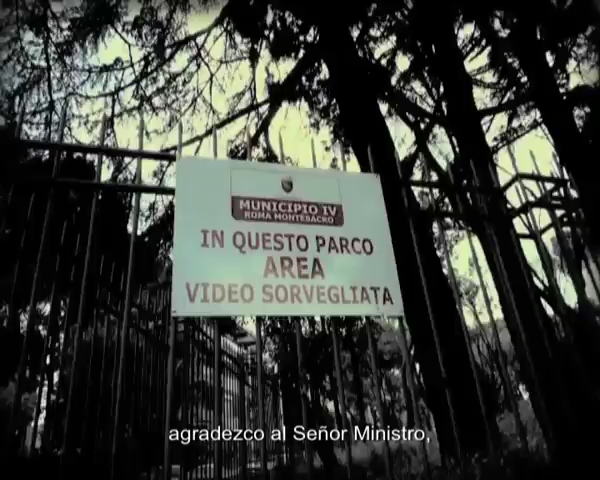 MUNICIPIO IV
ROMA MONTESACRO
IN QUESTO PARCO
AREA
VIDEO SORVEGLIATA
agradezco al Señor Ministro,